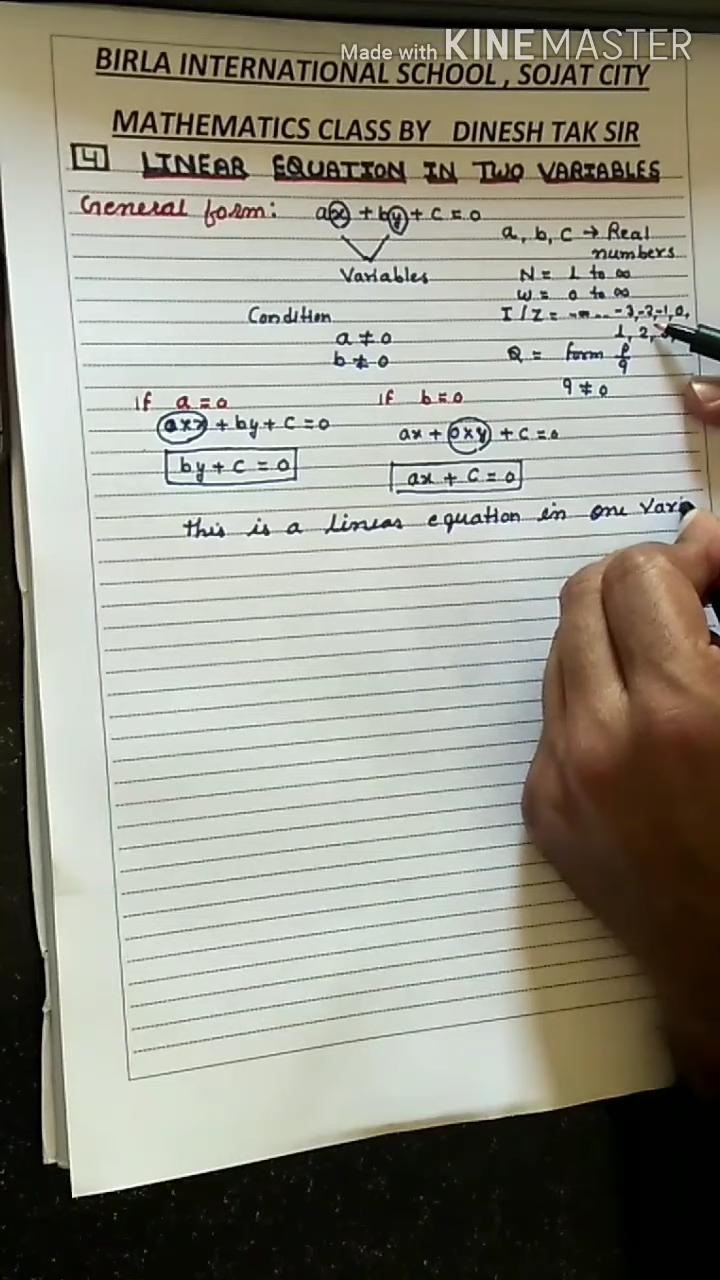 Made with KINEMASTER
BIRLA INTERNATIONAL SCHOOL , SOJAT CITY
MATHEMATICS CLASS BY DINESH TAK SIR
4 LINEAR EQUATION IN TWO VARIABLES
General form: ax + by + c = 0
Variables
a, b, c → Real
numbers
N = 1 to ∞
W = 0 to ∞
I / Z = -∞ ... -3,-2,-1,0,
1, 2, 3,
Q = form p/q
q ≠ 0
Condition
a ≠ 0
b ≠ 0
if a = 0
+ by + c = 0
by + c = 0
if b = 0
ax + 0xy + c = 0
ax + c = 0
this is a linear equation in one Vari